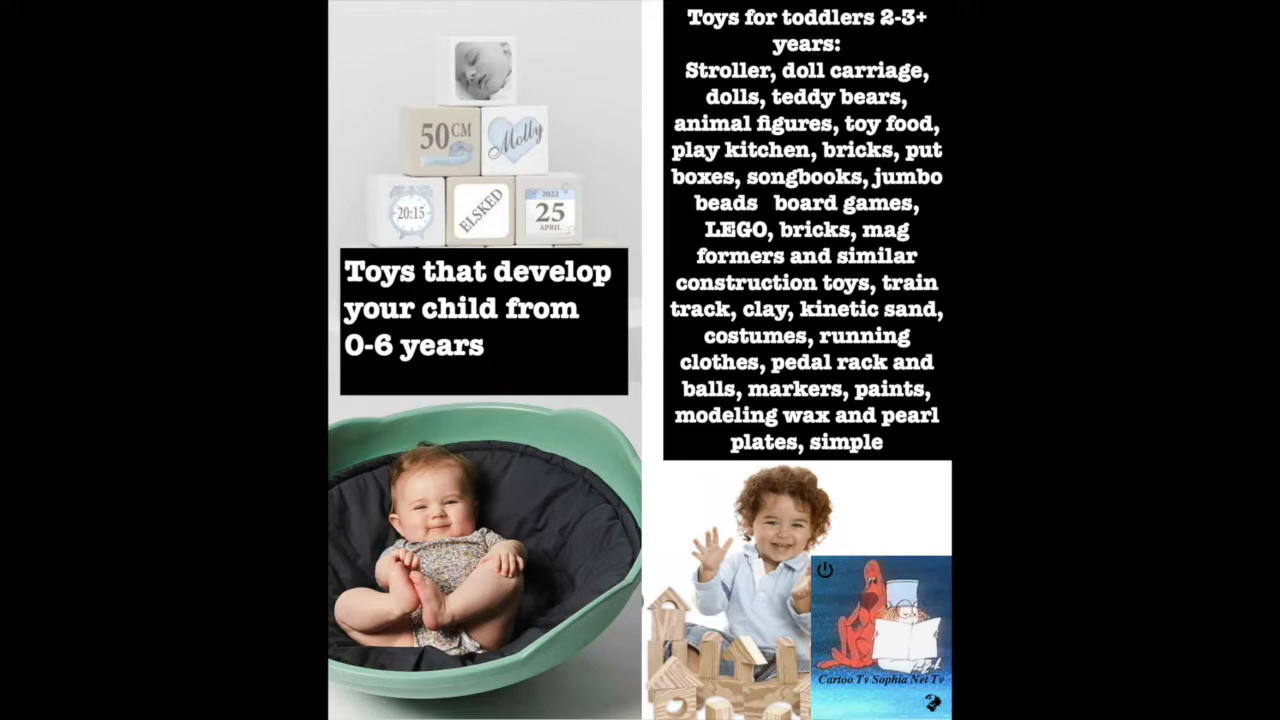 50CM
Molly
20:15
ELSKED
2022
25
APRIL
Toys that develop
your child from
0-6 years
Toys for toddlers 2-3+
years:
Stroller, doll carriage,
dolls, teddy bears,
animal figures, toy food,
play kitchen, bricks, put
boxes, songbooks, jumbo
beads board games,
LEGO, bricks, mag
formers and similar
construction toys, train
track, clay, kinetic sand,
costumes, running
clothes, pedal rack and
balls, markers, paints,
modeling wax and pearl
plates, simple
Cartoo Tv Sophia Net Tv